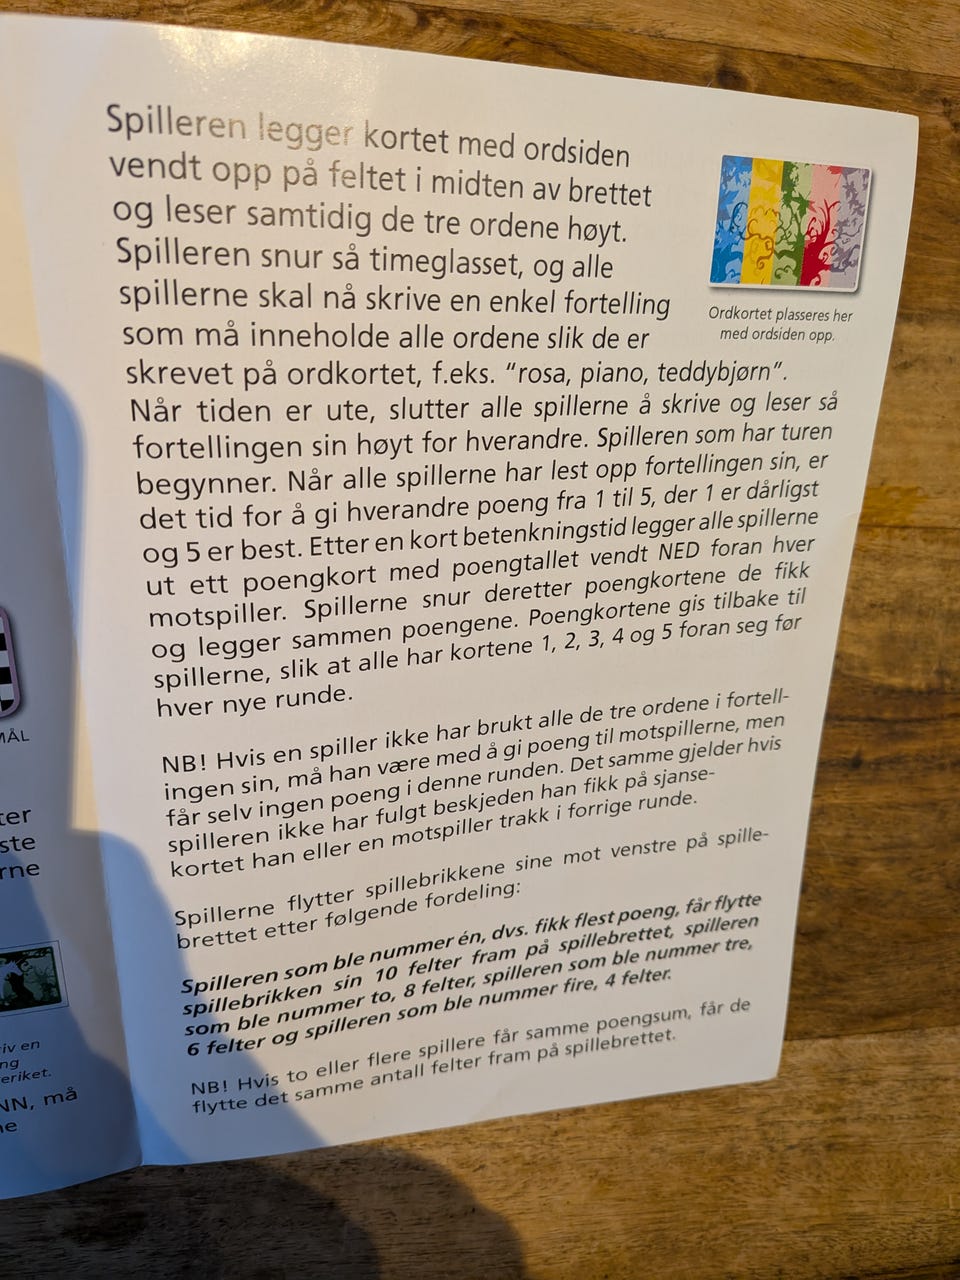 Spilleren legger kortet med ordsiden
vendt opp på feltet i midten av brettet
og leser samtidig de tre ordene høyt.
Spilleren snur så timeglasset, og alle
spillerne skal nå skrive en enkel fortelling
som må inneholde alle ordene slik de er
skrevet på ordkortet, f.eks. “rosa, piano, teddybjørn”.
Når tiden er ute, slutter alle spillerne å skrive og leser så
fortellingen sin høyt for hverandre. Spilleren som har turen
begynner. Når alle spillerne har lest opp fortellingen sin, er
det tid for å gi hverandre poeng fra 1 til 5, der 1 er dårligst
og 5 er best. Etter en kort betenkningstid legger alle spillerne
ut ett poengkort med poengtallet vendt NED foran hver
motspiller. Spillerne snur deretter poengkortene de fikk
og legger sammen poengene. Poengkortene gis tilbake til
spillerne, slik at alle har kortene 1, 2, 3, 4 og 5 foran seg før
hver nye runde.
Ordkortet plasseres her
med ordsiden opp.
NB! Hvis en spiller ikke har brukt alle de tre ordene i fortell-
ingen sin, må han være med å gi poeng til motspillerne, men
får selv ingen poeng i denne runden. Det samme gjelder hvis
spilleren ikke har fulgt beskjeden han fikk på sjanse-
kortet han eller en motspiller trakk i forrige runde.
Spillerne flytter spillebrikkene sine mot venstre på spille-
brettet etter følgende fordeling:
Spilleren som ble nummer én, dvs. fikk flest poeng, får flytte
spillebrikken sin 10 felter fram på spillebrettet, spilleren
som ble nummer to, 8 felter, spilleren som ble nummer tre,
6 felter og spilleren som ble nummer fire, 4 felter.
NB! Hvis to eller flere spillere får samme poengsum, får de
flytte det samme antall felter fram på spillebrettet.
MÅL
ter
ste
rne
iv en
ng
eriket.
NN, må
ne